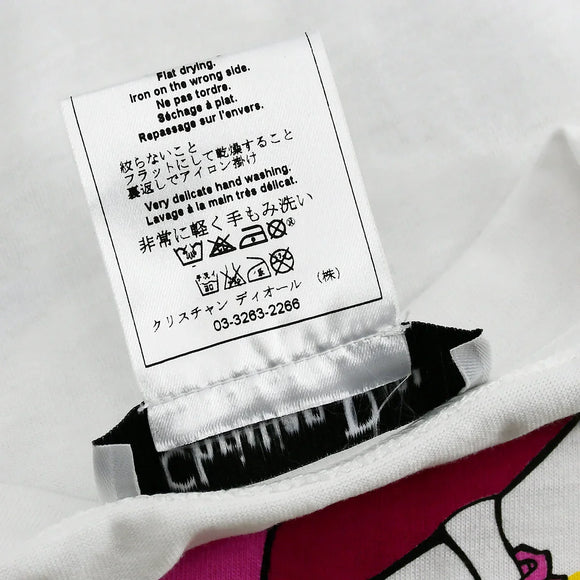 Flat drying.
Iron on the wrong side.
Ne pas tordre.
Séchage à plat.
Repassage sur l'envers.
絞らないこと
フラットにして乾燥すること
裏返しでアイロン掛け
Very delicate hand washing.
Lavage à la main très délicat.
非常に軽く手もみ洗い
クリスチャン ディオール (株)
03-3263-2266